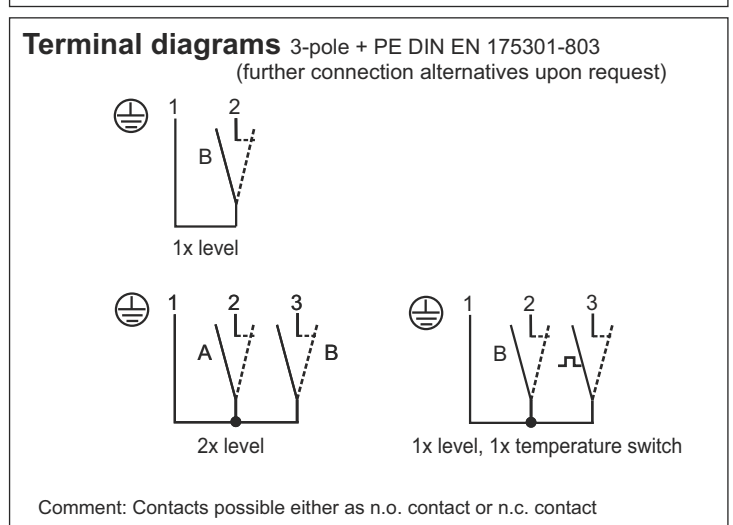 Terminal diagrams 3-pole + PE DIN EN 175301-803
(further connection alternatives upon request)
1 2
B
1x level
1 2 3
A B
2x level
1 2 3
B
1x level, 1x temperature switch
Comment: Contacts possible either as n.o. contact or n.c. contact